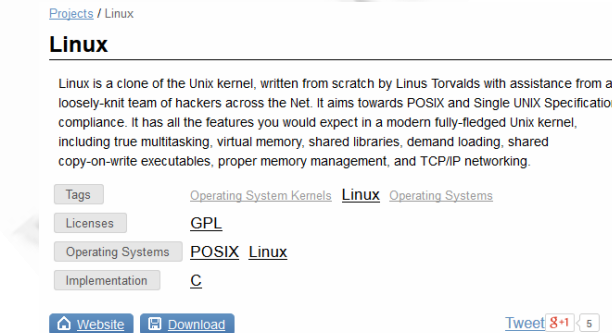 Projects / Linux
Linux
Linux is a clone of the Unix kernel, written from scratch by Linus Torvalds with assistance from a
loosely-knit team of hackers across the Net. It aims towards POSIX and Single UNIX Specification
compliance. It has all the features you would expect in a modern fully-fledged Unix kernel,
including true multitasking, virtual memory, shared libraries, demand loading, shared
copy-on-write executables, proper memory management, and TCP/IP networking.
Tags Operating System Kernels Linux Operating Systems
Licenses GPL
Operating Systems POSIX Linux
Implementation C
Website Download Tweet g+1 5